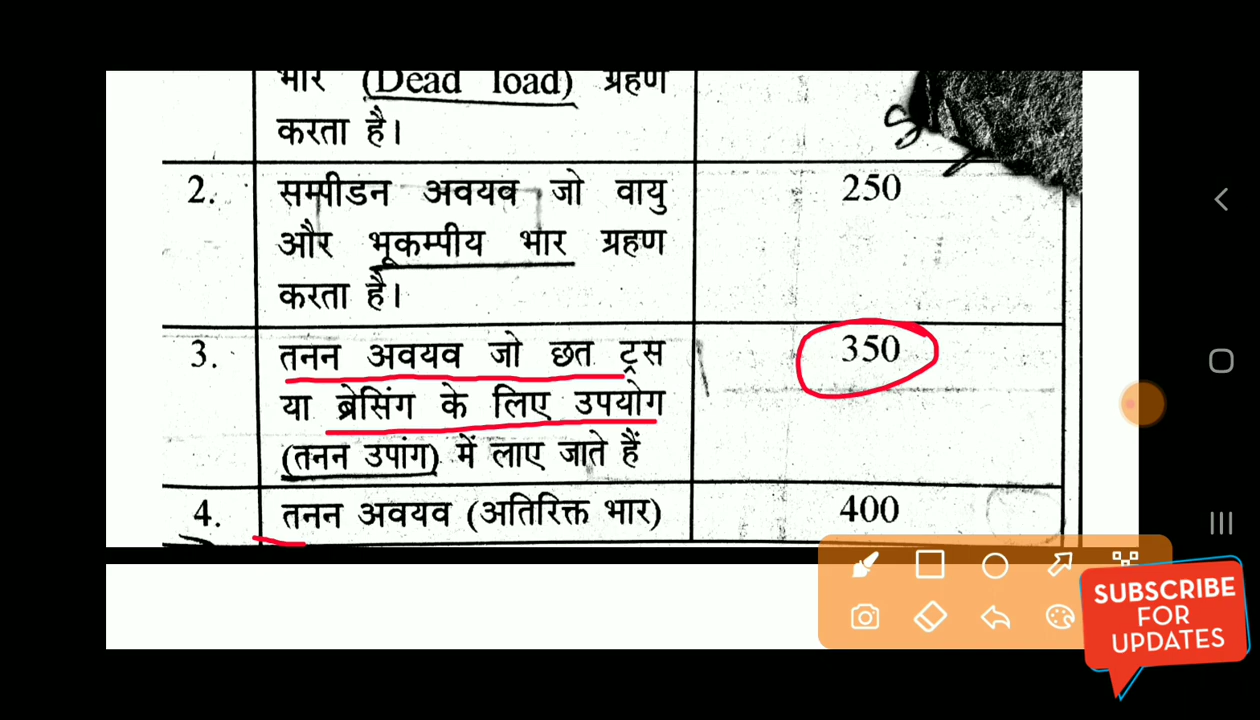 भार (Dead load) ग्रहण
करता है।
2. सम्पीडन अवयव जो वायु 250
और भूकम्पीय भार ग्रहण
करता है।
3. तनन अवयव जो छत ट्रस 350
या ब्रेसिंग के लिए उपयोग
(तनन उपांग) में लाए जाते हैं
4. तनन अवयव (अतिरिक्त भार) 400
SUBSCRIBE
FOR
UPDATES